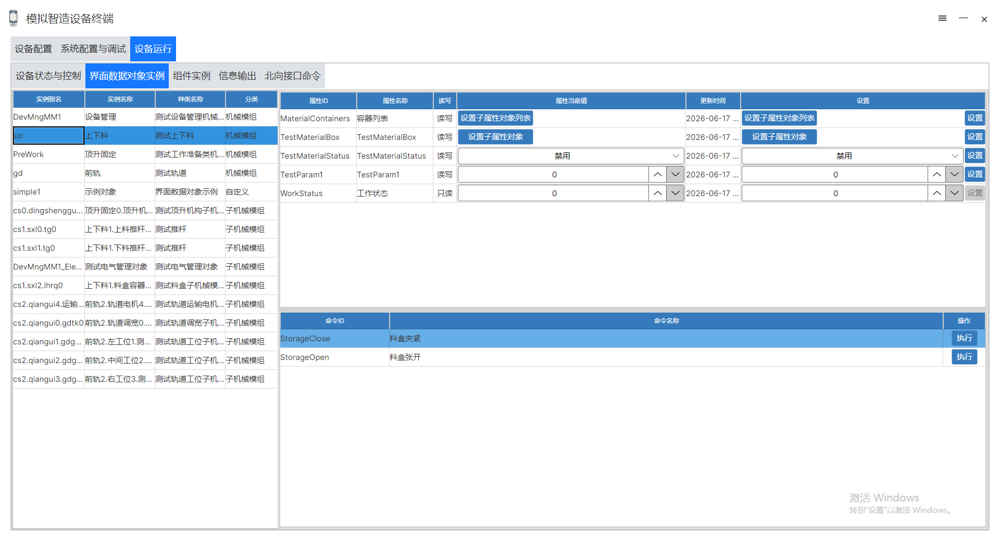 模拟智造设备终端
设备配置 系统配置与调试 设备运行
设备状态与控制 界面数据对象实例 组件实例 信息输出 北向接口命令
实例别名 实例名称 种类名称 分类
DevMngMM1 设备管理 测试设备管理机械... 机械模组
sxl 上下料 测试上下料 机械模组
PreWork 顶升固定 测试工作准备类机... 机械模组
gd 前轨 测试轨道 机械模组
simple1 示例对象 界面数据对象示例 自定义
cs0.dingshenggu... 顶升固定0.顶升机... 测试顶升机构子机... 子机械模组
cs1.sxl0.tg0 上下料1.上料推杆... 测试推杆 子机械模组
cs1.sxl1.tg0 上下料1.下料推杆... 测试推杆 子机械模组
DevMngMM1_Ele... 测试电气管理对象 测试电气管理对象 子机械模组
cs1.sxl2.lhrq0 上下料1.料盒容器... 测试料盒子机械模... 子机械模组
cs2.qiangui4.运输... 前轨2.轨道电机4.... 测试轨道运输电机... 子机械模组
cs2.qiangui0.gdtk0 前轨2.轨道调宽0.... 测试轨道调宽子机... 子机械模组
cs2.qiangui1.gdg... 前轨2.左工位1.测... 测试轨道工位子机... 子机械模组
cs2.qiangui2.gdg... 前轨2.中间工位2.... 测试轨道工位子机... 子机械模组
cs2.qiangui3.gdg... 前轨2.右工位3.测... 测试轨道工位子机... 子机械模组
属性ID 属性名称 读写 属性当前值 更新时间 设置
MaterialContainers 容器列表 读写 设置子属性对象列表 2026-06-17 ... 设置子属性对象列表 设置
TestMaterialBox TestMaterialBox 读写 设置子属性对象 2026-06-17 ... 设置子属性对象 设置
TestMaterialStatus TestMaterialStatus 读写 禁用 2026-06-17 ... 禁用 设置
TestParam1 TestParam1 读写 0 2026-06-17 ... 0 设置
WorkStatus 工作状态 只读 0 2026-06-17 ... 0 设置
命令ID 命令名称 操作
StorageClose 料盒夹紧 执行
StorageOpen 料盒张开 执行
激活 Windows
转到"设置"以激活 Windows。